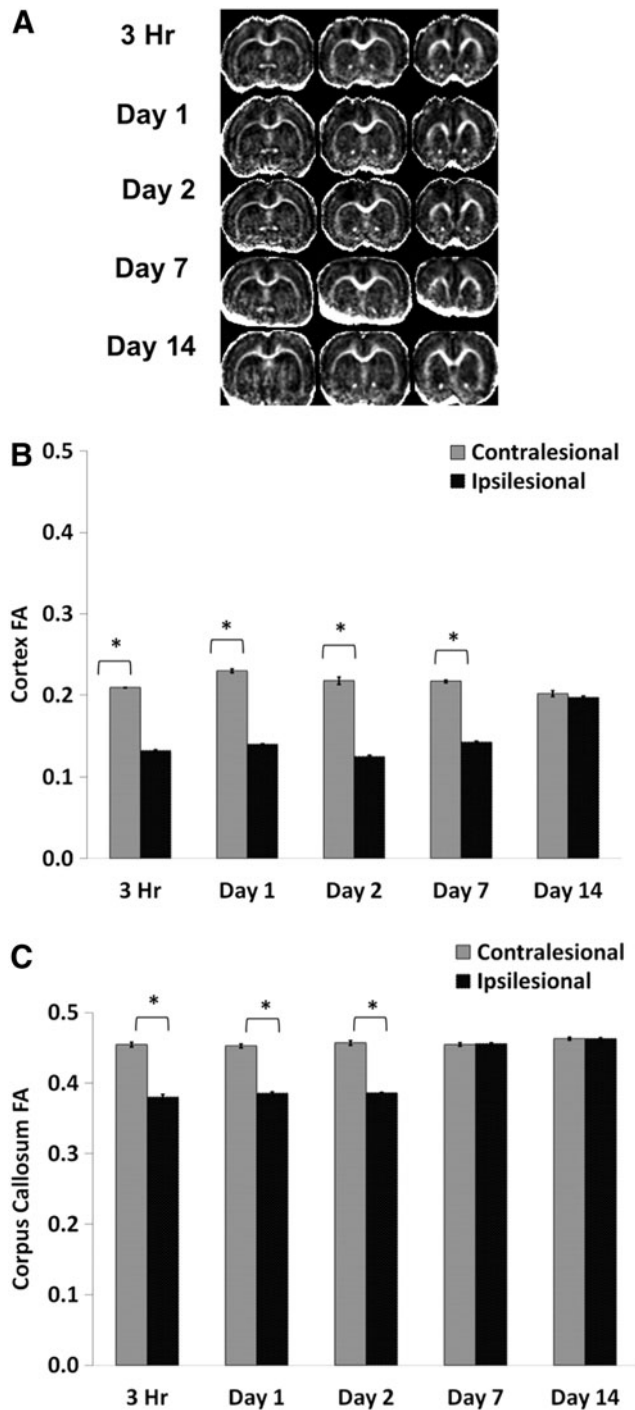 A
3 Hr
Day 1
Day 2
Day 7
Day 14
B
Contralesional
Ipsilesional
Cortex FA
0.5
0.4
0.3
0.2
0.1
0.0
* * * *
3 Hr Day 1 Day 2 Day 7 Day 14
C
Contralesional
Ipsilesional
Corpus Callosum FA
0.5
0.4
0.3
0.2
0.1
0.0
* * *
3 Hr Day 1 Day 2 Day 7 Day 14